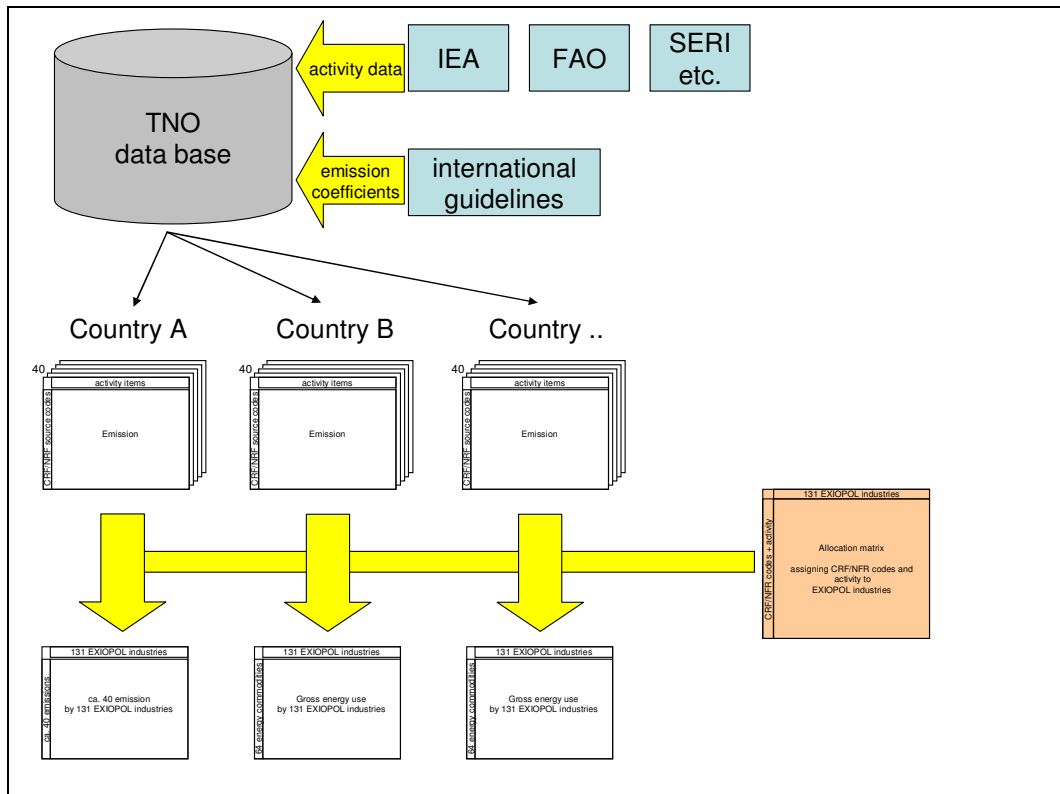 IEA
FAO
SERI
etc.
activity data
TNO
data base
emission
coefficients
international
guidelines
Country A
Country B
Country ..
40
activity items
CRF/NRF source codes
Emission
40
activity items
CRF/NRF source codes
Emission
40
activity items
CRF/NRF source codes
Emission
131 EXIOPOL industries
CRF/NFR codes + activity
Allocation matrix
assigning CRF/NFR codes and
activity to
EXIOPOL industries
131 EXIOPOL industries
ca. 40 emissions
ca. 40 emission
by 131 EXIOPOL industries
131 EXIOPOL industries
64 energy commodities
Gross energy use
by 131 EXIOPOL industries
131 EXIOPOL industries
64 energy commodities
Gross energy use
by 131 EXIOPOL industries